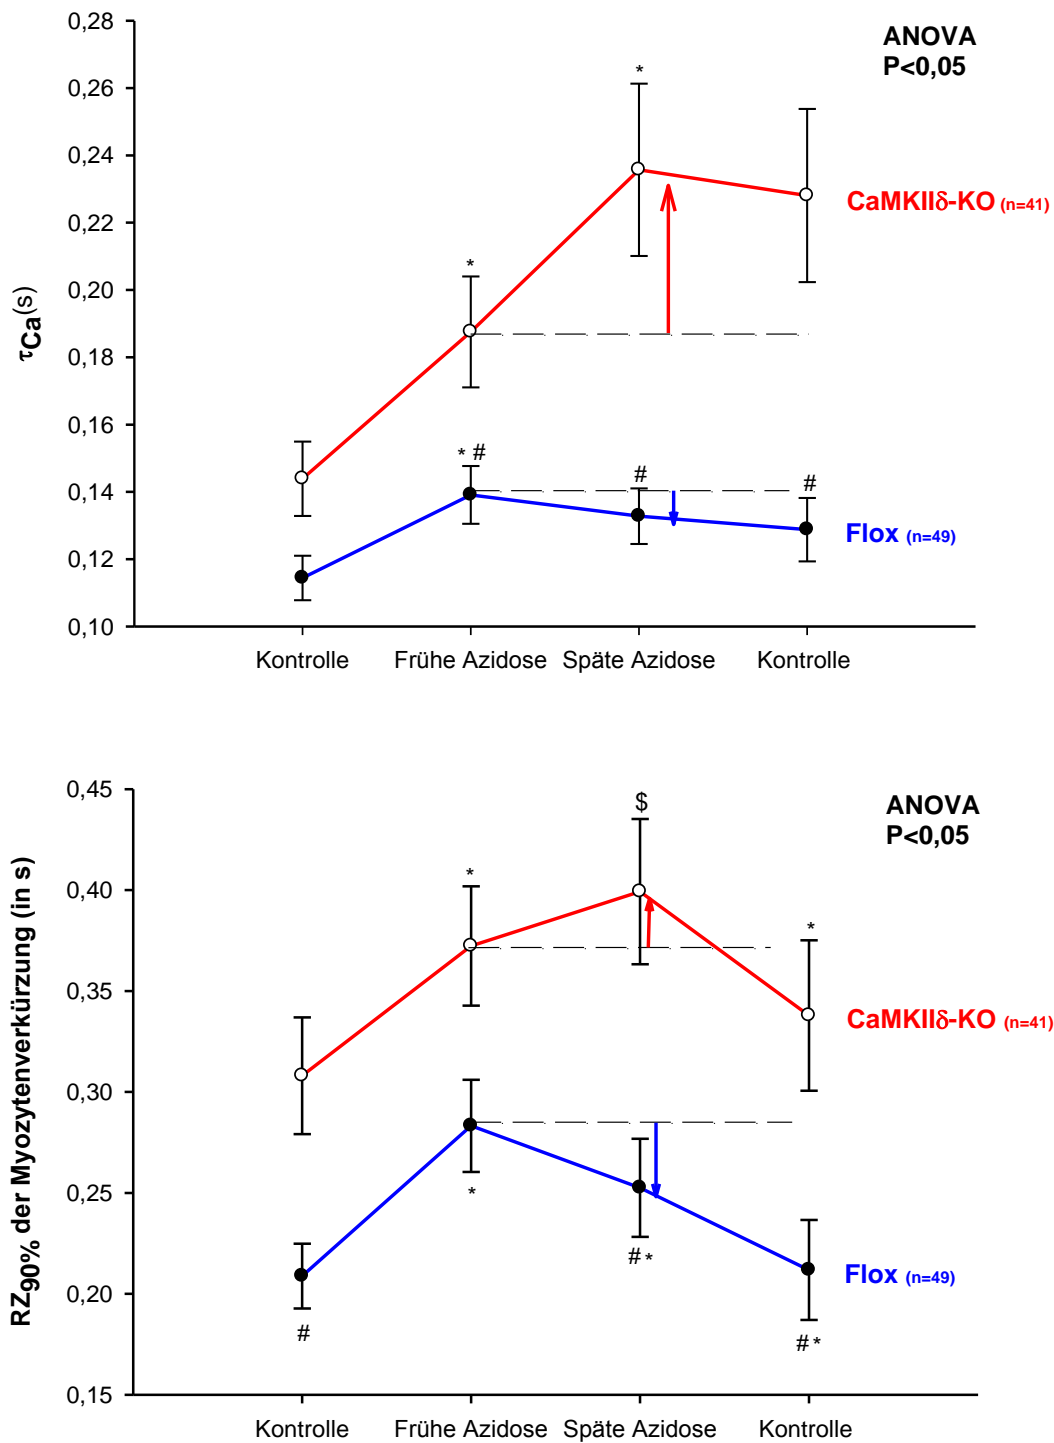 0,28
ANOVA
P<0,05
0,26
*
0,24
0,22
CaMKIIδ-KO (n=41)
*
0,20
τCa(s)
0,18
0,16
* #
#
#
0,14
Flox (n=49)
0,12
0,10
Kontrolle Frühe Azidose Späte Azidose Kontrolle
0,45
$
ANOVA
P<0,05
*
0,40
*
0,35
CaMKIIδ-KO (n=41)
RZ90% der Myozytenverkürzung (in s)
0,30
0,25
*
# *
Flox (n=49)
0,20
#
# *
0,15
Kontrolle Frühe Azidose Späte Azidose Kontrolle